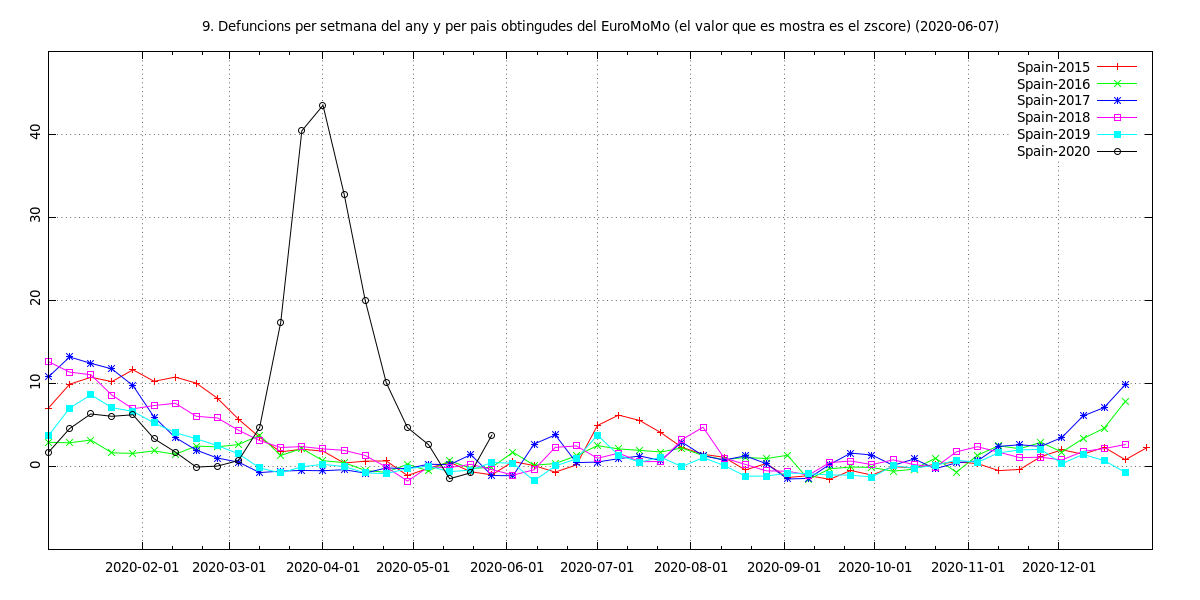 9. Defuncions per setmana del any y per pais obtingudes del EuroMoMo (el valor que es mostra es el zscore) (2020-06-07)
Spain-2015
Spain-2016
Spain-2017
Spain-2018
Spain-2019
Spain-2020
40
30
20
10
0
2020-02-01 2020-03-01 2020-04-01 2020-05-01 2020-06-01 2020-07-01 2020-08-01 2020-09-01 2020-10-01 2020-11-01 2020-12-01